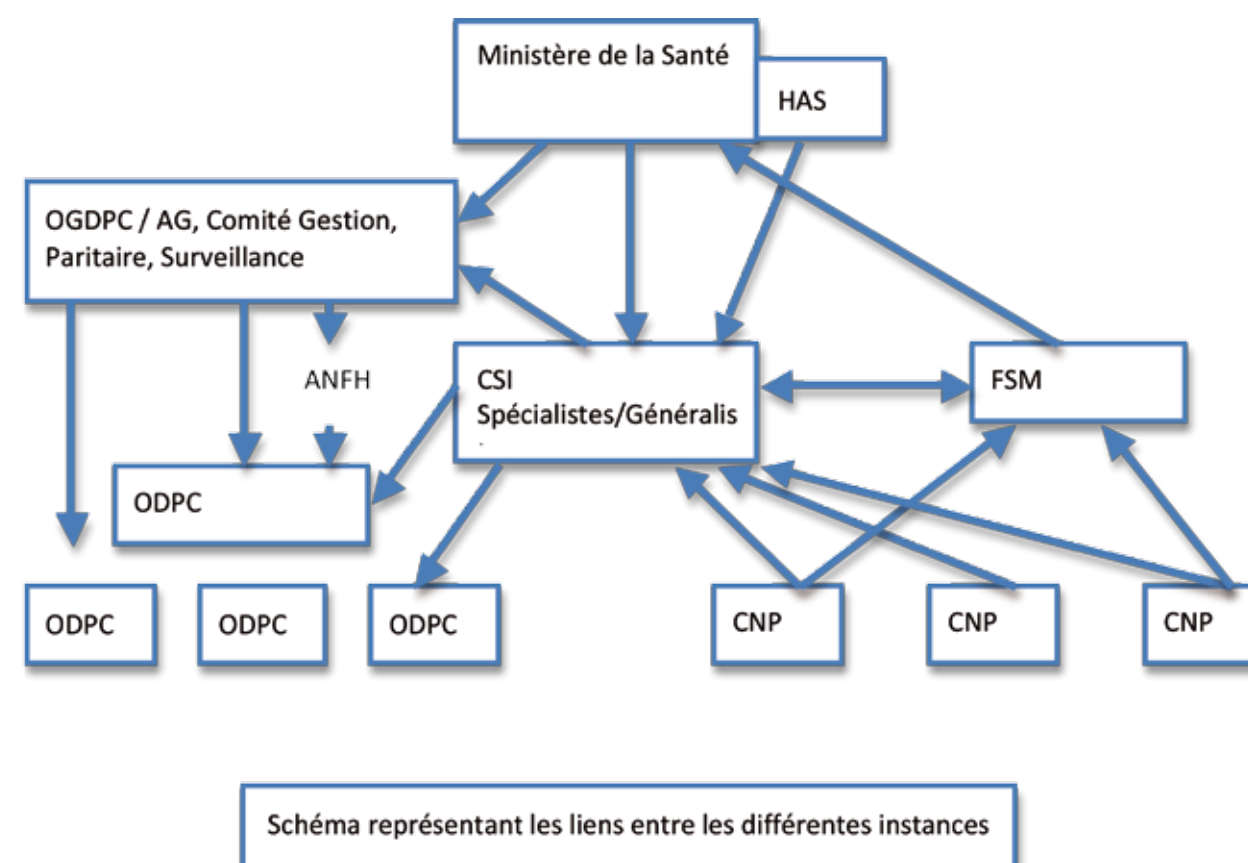 Ministère de la Santé
HAS
OGDPC / AG, Comité Gestion,
Paritaire, Surveillance
ANFH
CSI
Spécialistes/Généralis
FSM
ODPC
ODPC
ODPC
ODPC
CNP
CNP
CNP
Schéma représentant les liens entre les différentes instances